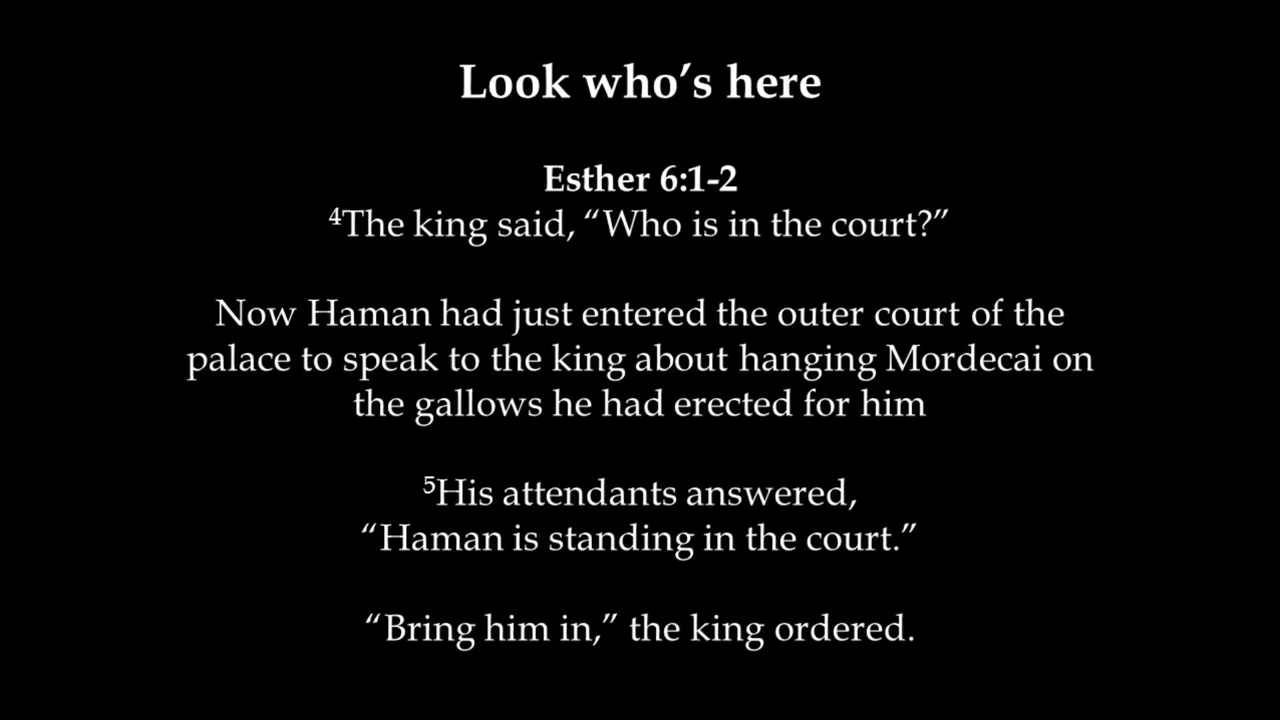 Look who’s here
Esther 6:1-2
⁴The king said, “Who is in the court?”
Now Haman had just entered the outer court of the
palace to speak to the king about hanging Mordecai on
the gallows he had erected for him
⁵His attendants answered,
“Haman is standing in the court.”
“Bring him in,” the king ordered.